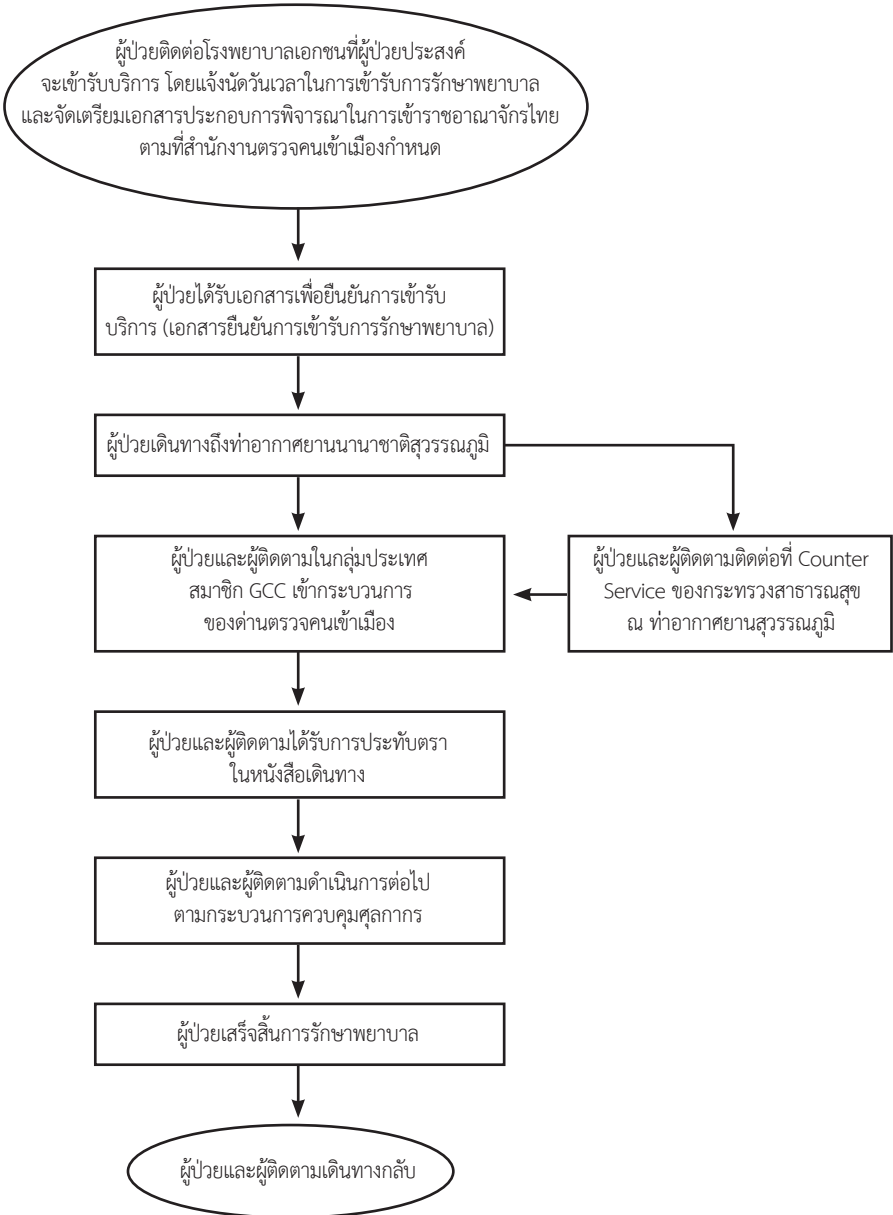 ผู้ป่วยติดต่อโรงพยาบาลเอกชนที่ผู้ป่วยประสงค์
จะเข้ารับบริการ โดยแจ้งนัดวันเวลาในการเข้ารับการรักษาพยาบาล
และจัดเตรียมเอกสารประกอบการพิจารณาในการเข้าราชอาณาจักรไทย
ตามที่สำนักงานตรวจคนเข้าเมืองกำหนด
ผู้ป่วยได้รับเอกสารเพื่อยืนยันการเข้ารับ
บริการ (เอกสารยืนยันการเข้ารับการรักษาพยาบาล)
ผู้ป่วยเดินทางถึงท่าอากาศยานนานาชาติสุวรรณภูมิ
ผู้ป่วยและผู้ติดตามติดต่อที่ Counter
Service ของกระทรวงสาธารณสุข
ณ ท่าอากาศยานสุวรรณภูมิ
ผู้ป่วยและผู้ติดตามในกลุ่มประเทศ
สมาชิก GCC เข้ากระบวนการ
ของด่านตรวจคนเข้าเมือง
ผู้ป่วยและผู้ติดตามได้รับการประทับตรา
ในหนังสือเดินทาง
ผู้ป่วยและผู้ติดตามดำเนินการต่อไป
ตามกระบวนการควบคุมศุลกากร
ผู้ป่วยเสร็จสิ้นการรักษาพยาบาล
ผู้ป่วยและผู้ติดตามเดินทางกลับ